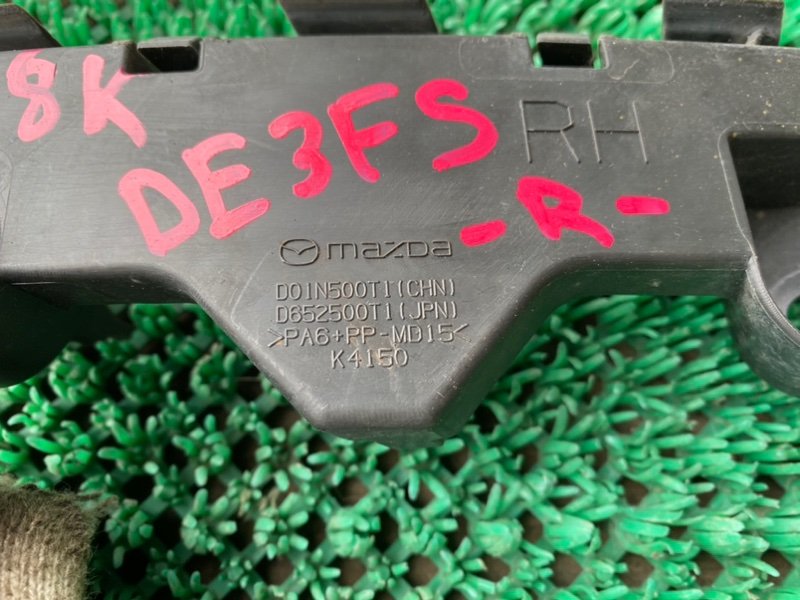 8K
DE3FS
RH
-R-
mazda
D01N500T1(CHN)
D652500T1(JPN)
>PA6+PP-MD15<
K4150